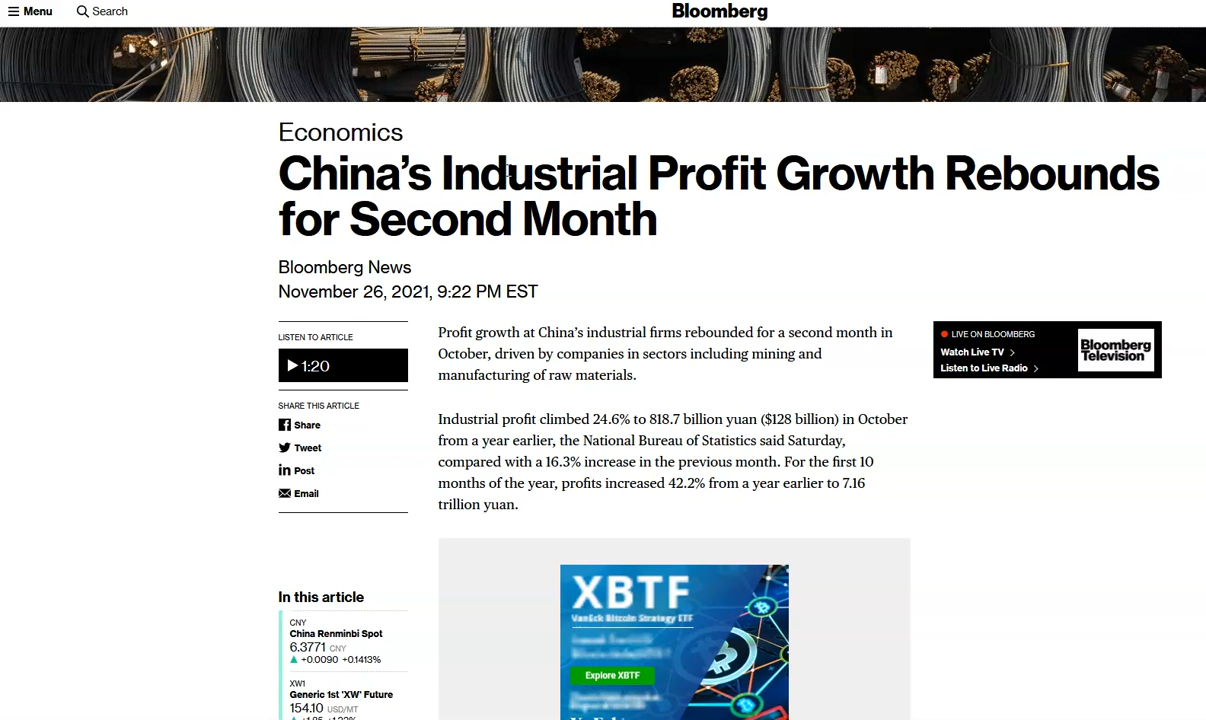 Menu
Search
Bloomberg
Economics
China’s Industrial Profit Growth Rebounds
for Second Month
Bloomberg News
November 26, 2021, 9:22 PM EST
LISTEN TO ARTICLE
1:20
SHARE THIS ARTICLE
Share
Tweet
Post
Email
Profit growth at China’s industrial firms rebounded for a second month in
October, driven by companies in sectors including mining and
manufacturing of raw materials.
Industrial profit climbed 24.6% to 818.7 billion yuan ($128 billion) in October
from a year earlier, the National Bureau of Statistics said Saturday,
compared with a 16.3% increase in the previous month. For the first 10
months of the year, profits increased 42.2% from a year earlier to 7.16
trillion yuan.
LIVE ON BLOOMBERG
Watch Live TV
Listen to Live Radio
Bloomberg
Television
In this article
CNY
China Renminbi Spot
6.3771 CNY
+0.0090 +0.1413%
XW1
Generic 1st 'XW' Future
154.10 USD/MT
XBTF
VanEck Bitcoin Strategy ETF
Explore XBTF